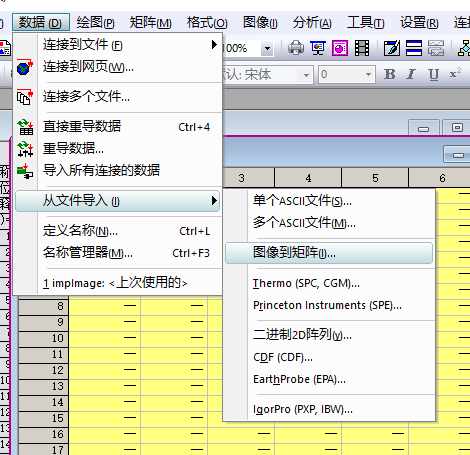 数据 (D) 绘图(P) 矩阵(M) 格式(O) 图像(I) 分析(A) 工具(T) 设置(R)
连接到文件 (F)
连接到网页(W)...
连接多个文件...
直接重导数据 Ctrl+4
重导数据...
导入所有连接的数据
从文件导入 (I)
定义名称(N)... Ctrl+L
名称管理器(M)... Ctrl+F3
1 impImage: <上次使用的>
00%
默认: 宋体 0 B I U x²
3 4 5 6
单个ASCII文件(S)...
多个ASCII文件(M)...
图像到矩阵(I)...
Thermo (SPC, CGM)...
Princeton Instruments (SPE)...
二进制2D阵列(V)...
CDF (CDF)...
EarthProbe (EPA)...
IgorPro (PXP, IBW)...
8
9
10
11
12
13
14
15
16
17